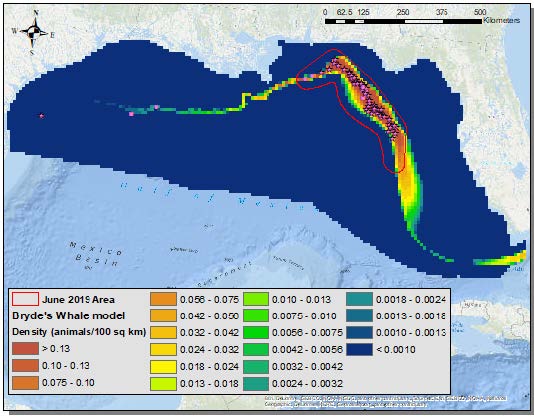 N
W E
S
0 62.5 125 250 375 500
Kilometers
Gulf of Mexico
Mexico
Basin
June 2019 Area
Bryde's Whale model
Density (animals/100 sq km)
> 0.13
0.10 - 0.13
0.075 - 0.10
0.056 - 0.075
0.042 - 0.050
0.032 - 0.042
0.024 - 0.032
0.018 - 0.024
0.013 - 0.018
0.010 - 0.013
0.0075 - 0.010
0.0056 - 0.0075
0.0042 - 0.0056
0.0032 - 0.0042
0.0024 - 0.0032
0.0018 - 0.0024
0.0013 - 0.0018
0.0010 - 0.0013
< 0.0010